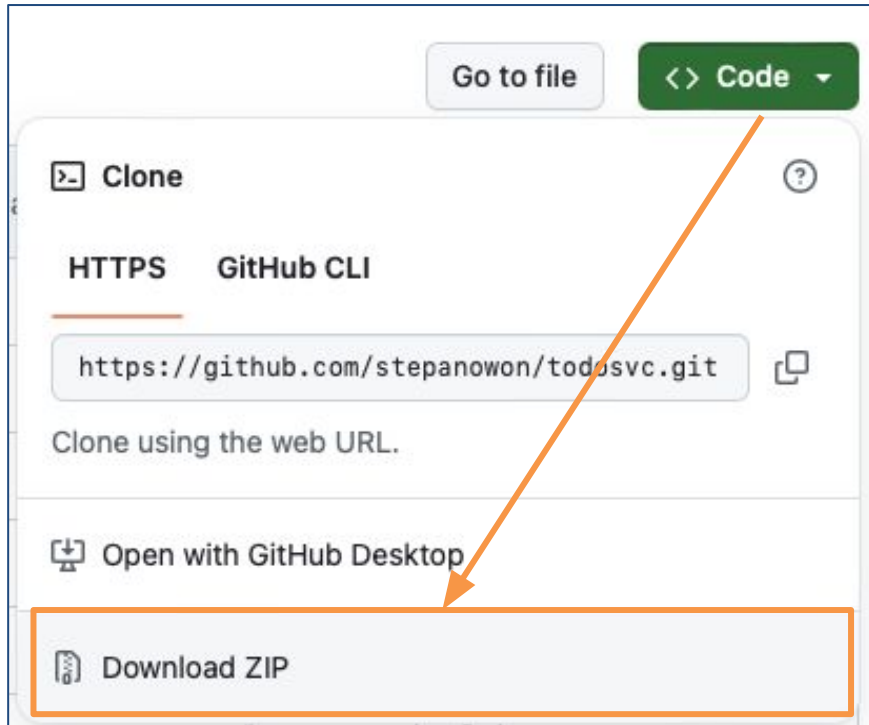 Go to file
<> Code
Clone
HTTPS GitHub CLI
https://github.com/stepanowon/todosvc.git
Clone using the web URL.
Open with GitHub Desktop
Download ZIP